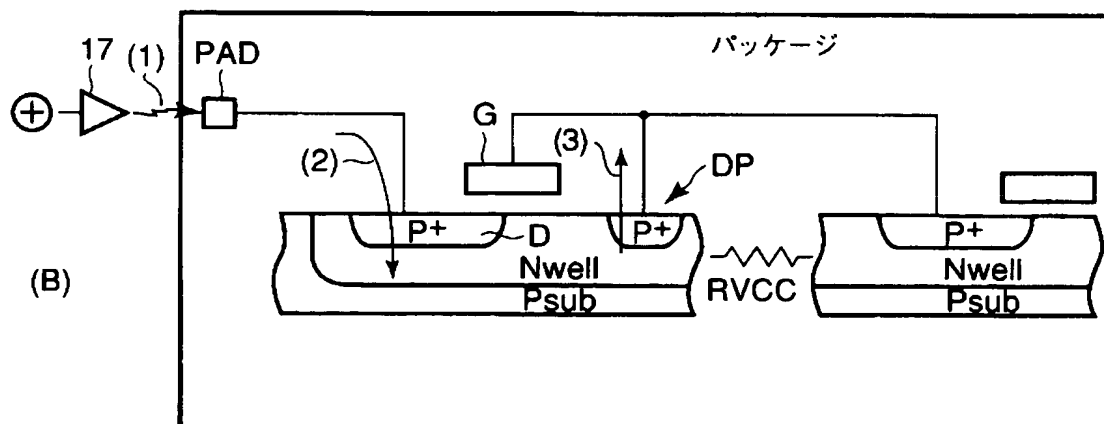 パッケージ
17
(1)
PAD
+
G
(2)
(3)
DP
P+
D
P+
P+
(B)
Nwell
RVCC
Nwell
Psub
Psub